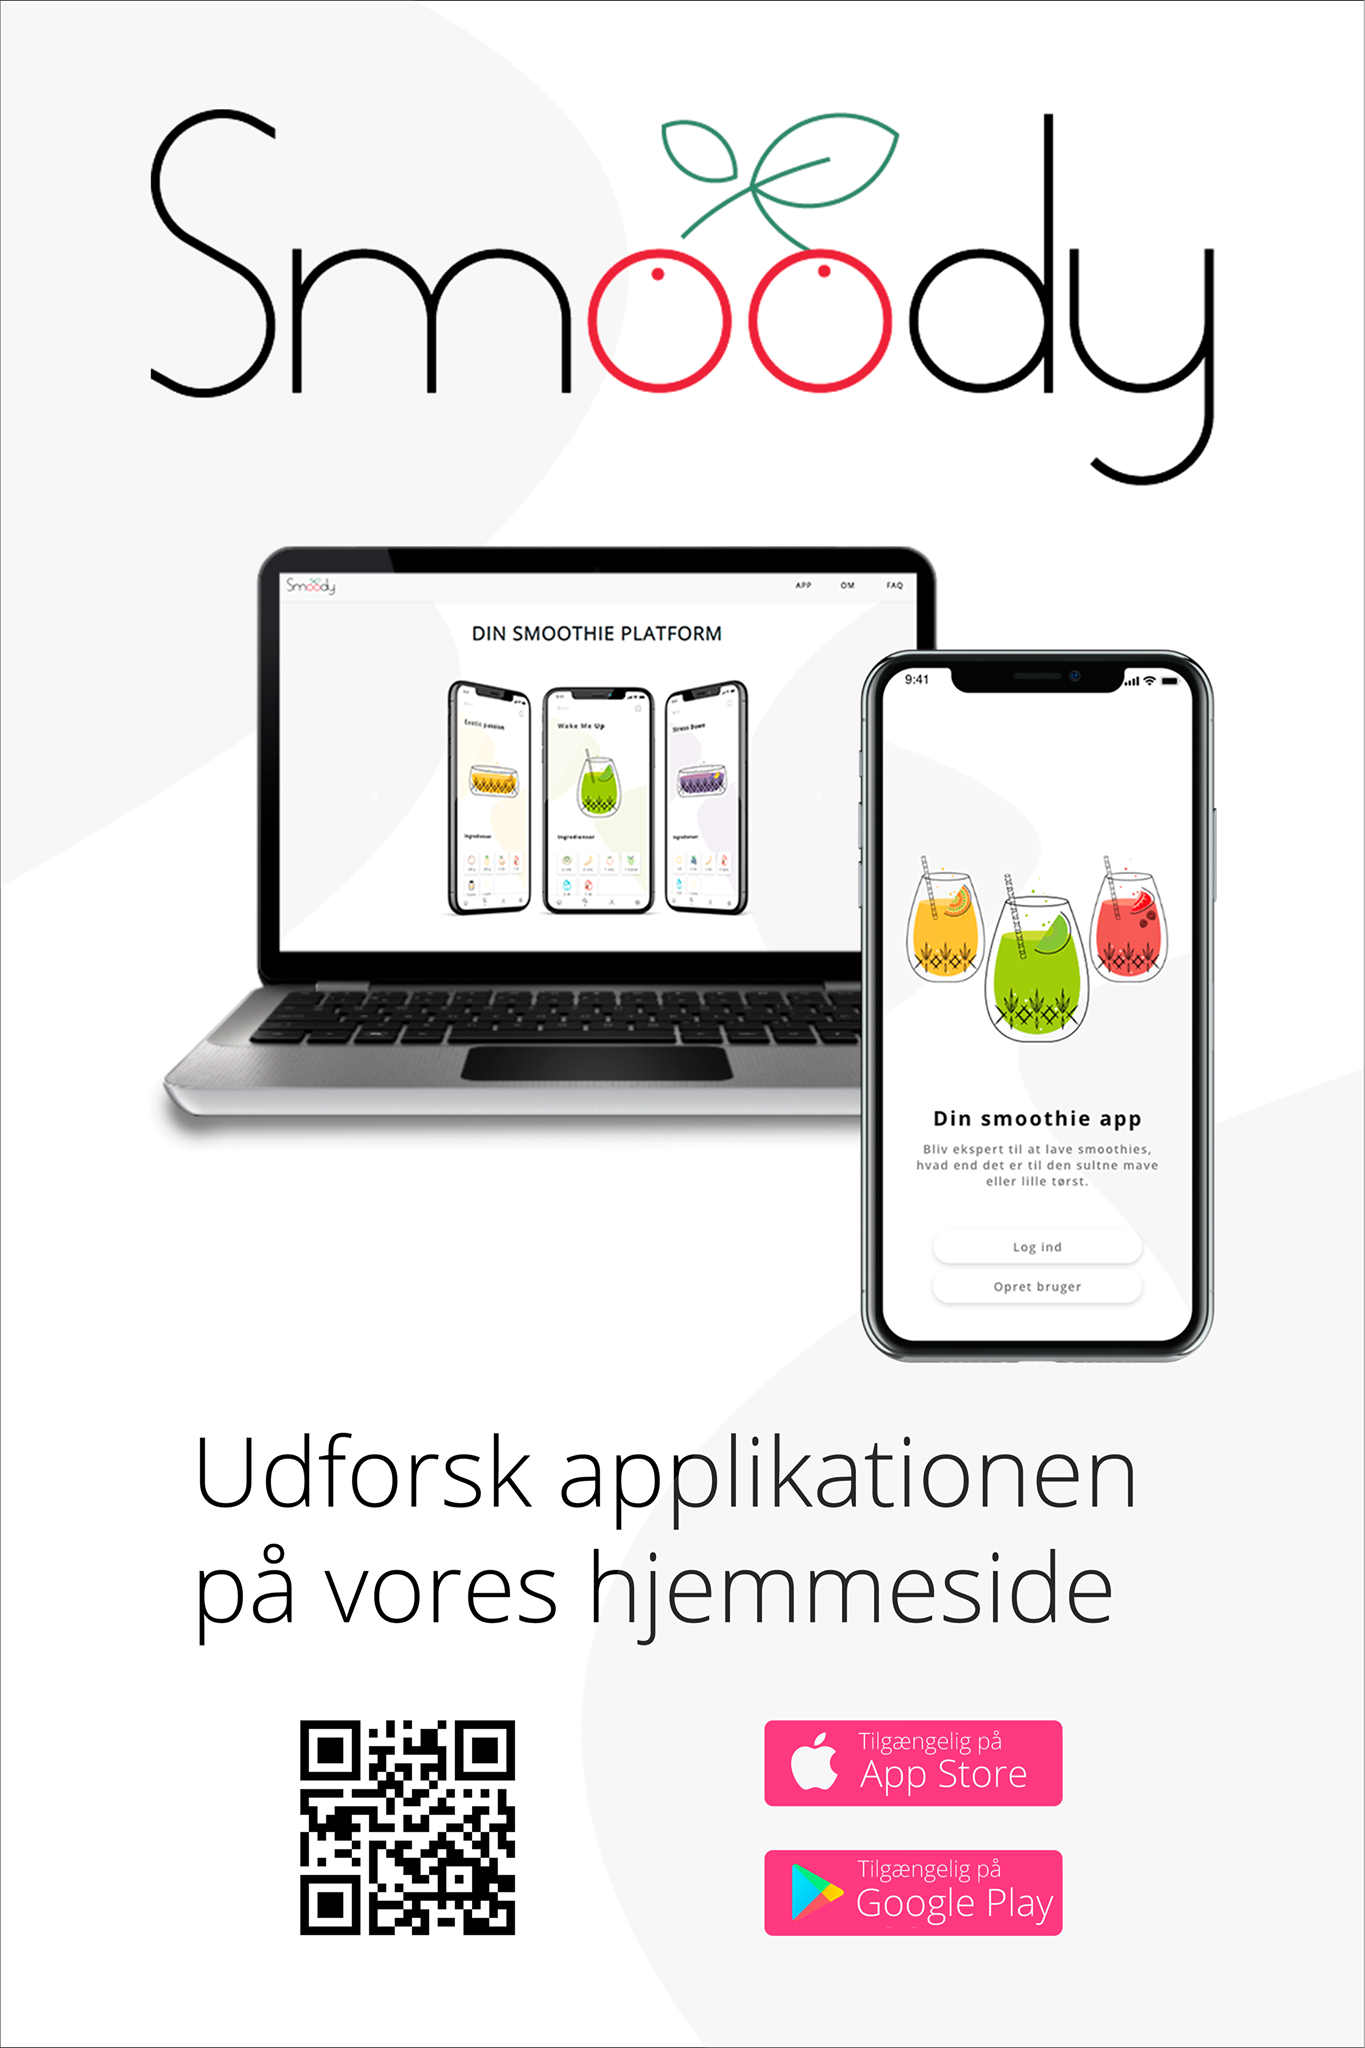 Smoody
Smoody
APP OM FAQ
DIN SMOOTHIE PLATFORM
Exotic passion
Wake Me Up
Stress Down
Ingredienser
Ingredienser
Ingredienser
9:41
Din smoothie app
Bliv ekspert til at lave smoothies,
hvad end det er til den sultne mave
eller lille tørst.
Log ind
Opret bruger
Udforsk applikationen
på vores hjemmeside
Tilgængelig på
App Store
Tilgængelig på
Google Play